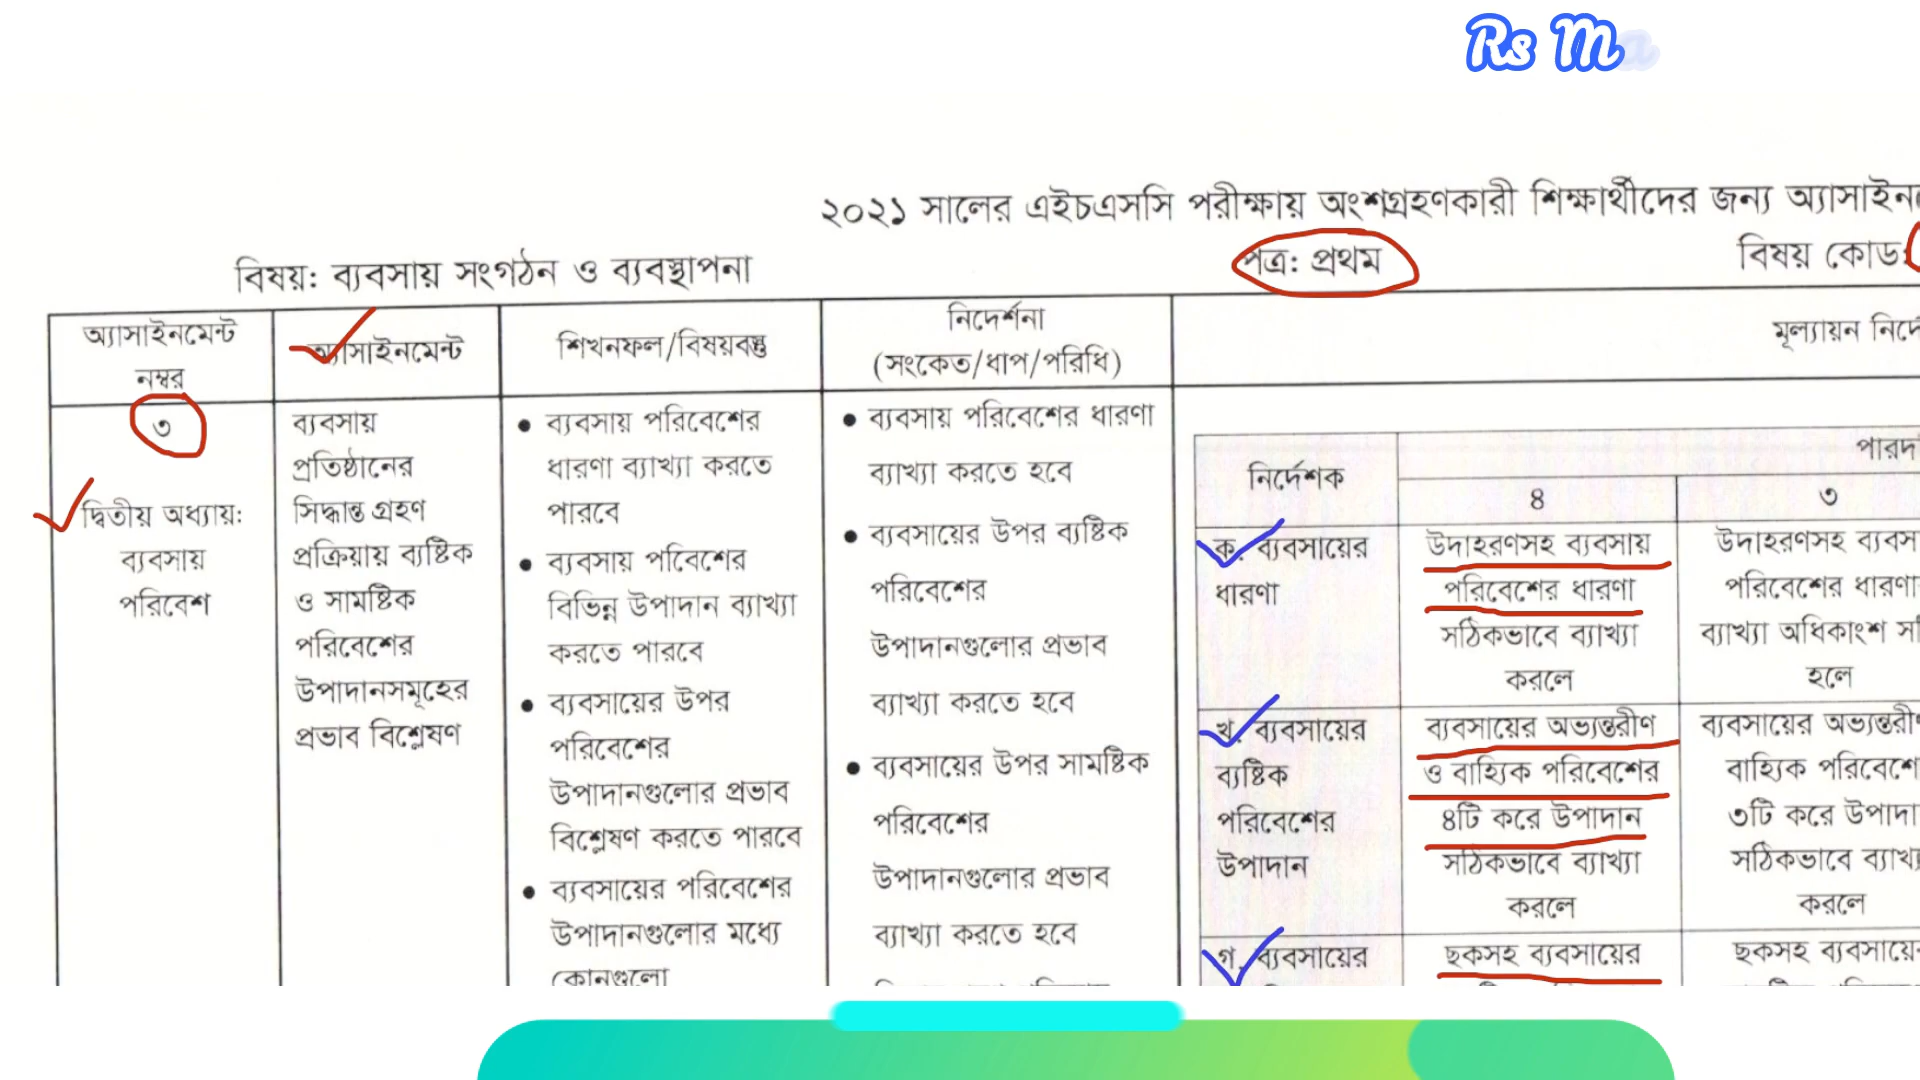 Rs Ma
২০২১ সালের এইচএসসি পরীক্ষায় অংশগ্রহণকারী শিক্ষার্থীদের জন্য
পত্র: প্রথম
বিষয় কোড:
বিষয়: ব্যবসায় সংগঠন ও ব্যবস্থাপনা
অ্যাসাইনমেন্ট
নম্বর
৩
দ্বিতীয় অধ্যায়:
ব্যবসায়
পরিবেশ
অ্যাসাইনমেন্ট
ব্যবসায়
প্রতিষ্ঠানের
সিদ্ধান্ত গ্রহণ
প্রক্রিয়ায় ব্যষ্টিক
ও সামষ্টিক
পরিবেশের
উপাদানসমূহের
প্রভাব বিশ্লেষণ
শিখনফল/বিষয়বস্তু
• ব্যবসায় পরিবেশের
ধারণা ব্যাখ্যা করতে
পারবে
• ব্যবসায় পবিেশের
বিভিন্ন উপাদান ব্যাখ্যা
করতে পারবে
• ব্যবসায়ের উপর
পরিবেশের
উপাদানগুলোর প্রভাব
বিশ্লেষণ করতে পারবে
• ব্যবসায়ের পরিবেশের
উপাদানগুলোর মধ্যে
কোনগুলো
নির্দেশনা
(সংকেত/ধাপ/পরিধি)
• ব্যবসায় পরিবেশের ধারণা
ব্যাখ্যা করতে হবে
• ব্যবসায়ের উপর ব্যষ্টিক
পরিবেশের
উপাদানগুলোর প্রভাব
ব্যাখ্যা করতে হবে
• ব্যবসায়ের উপর সামষ্টিক
পরিবেশের
উপাদানগুলোর প্রভাব
ব্যাখ্যা করতে হবে
মূল্যায়ন
নির্দেশক
৪
৩
ক. ব্যবসায়ের
ধারণা
উদাহরণসহ ব্যবসায়
পরিবেশের ধারণা
সঠিকভাবে ব্যাখ্যা
করলে
উদাহরণসহ
পরিবেশের ধারণা
ব্যাখ্যা অধিকাংশ
হলে
খ. ব্যবসায়ের
ব্যষ্টিক
পরিবেশের
উপাদান
ব্যবসায়ের অভ্যন্তরীণ
ও বাহ্যিক পরিবেশের
৪টি করে উপাদান
সঠিকভাবে ব্যাখ্যা
করলে
ব্যবসায়ের অভ্যন্তরীণ
বাহ্যিক
৩টি করে
সঠিকভাবে
করলে
গ. ব্যবসায়ের
ছকসহ ব্যবসায়ের
ছকসহ